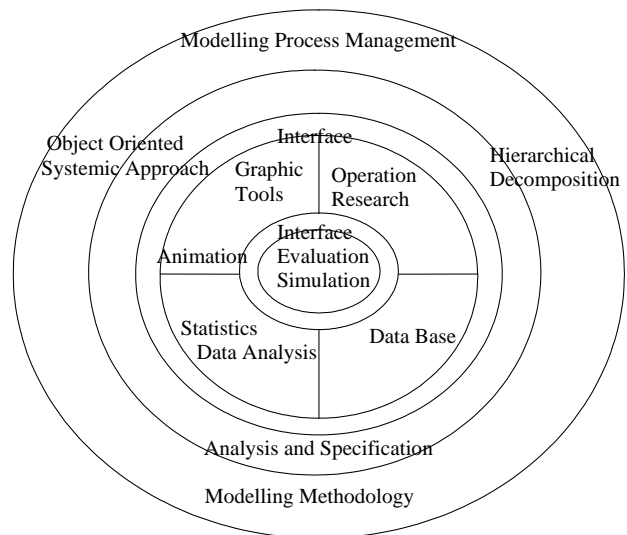 Modelling Process Management
Object Oriented
Systemic Approach
Interface
Hierarchical
Decomposition
Graphic
Tools
Operation
Research
Interface
Animation
Evaluation
Simulation
Statistics
Data Analysis
Data Base
Analysis and Specification
Modelling Methodology